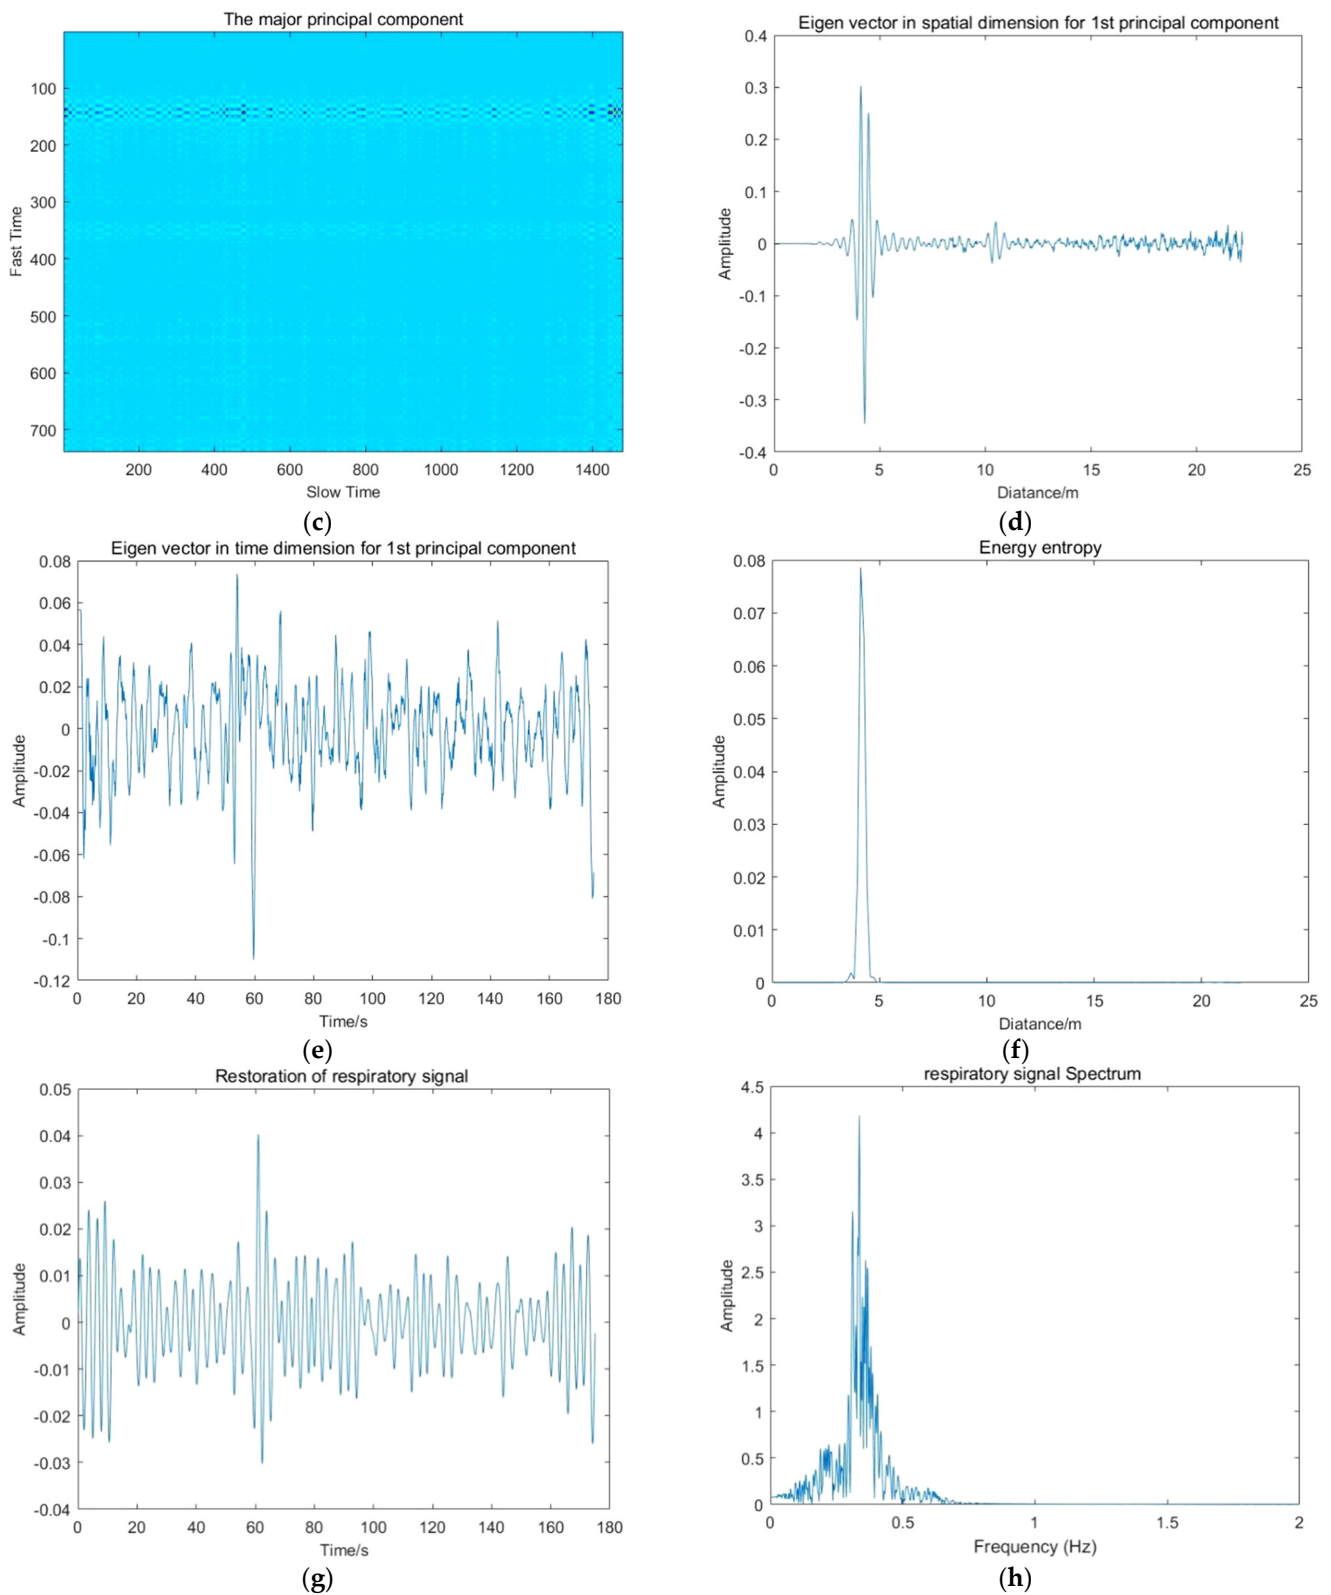 The major principal component
100
200
300
400
500
600
700
Fast Time
200 400 600 800 1000 1200 1400
Slow Time
(c)
Eigen vector in spatial dimension for 1st principal component
0.4
0.3
0.2
0.1
0
-0.1
-0.2
-0.3
-0.4
Amplitude
0 5 10 15 20 25
Diatance/m
(d)
Eigen vector in time dimension for 1st principal component
0.08
0.06
0.04
0.02
0
-0.02
-0.04
-0.06
-0.08
-0.1
-0.12
Amplitude
0 20 40 60 80 100 120 140 160 180
Time/s
(e)
Energy entropy
0.08
0.07
0.06
0.05
0.04
0.03
0.02
0.01
0
Amplitude
0 5 10 15 20 25
Diatance/m
(f)
Restoration of respiratory signal
0.05
0.04
0.03
0.02
0.01
0
-0.01
-0.02
-0.03
-0.04
Amplitude
0 20 40 60 80 100 120 140 160 180
Time/s
(g)
respiratory signal Spectrum
4.5
4
3.5
3
2.5
2
1.5
1
0.5
0
Amplitude
0 0.5 1 1.5 2
Frequency (Hz)
(h)